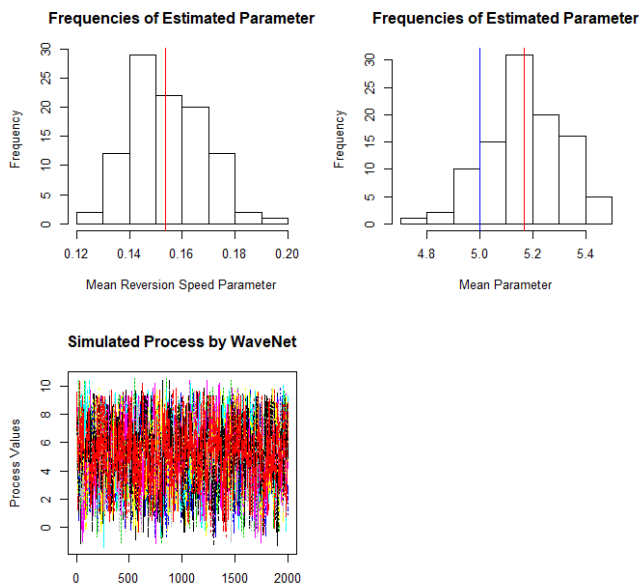 Frequencies of Estimated Parameter
30
25
20
15
10
5
0
Frequency
0.12 0.14 0.16 0.18 0.20
Mean Reversion Speed Parameter
Frequencies of Estimated Parameter
30
25
20
15
10
5
0
Frequency
4.8 5.0 5.2 5.4
Mean Parameter
Simulated Process by WaveNet
10
8
6
4
2
0
Process Values
0 500 1000 1500 2000